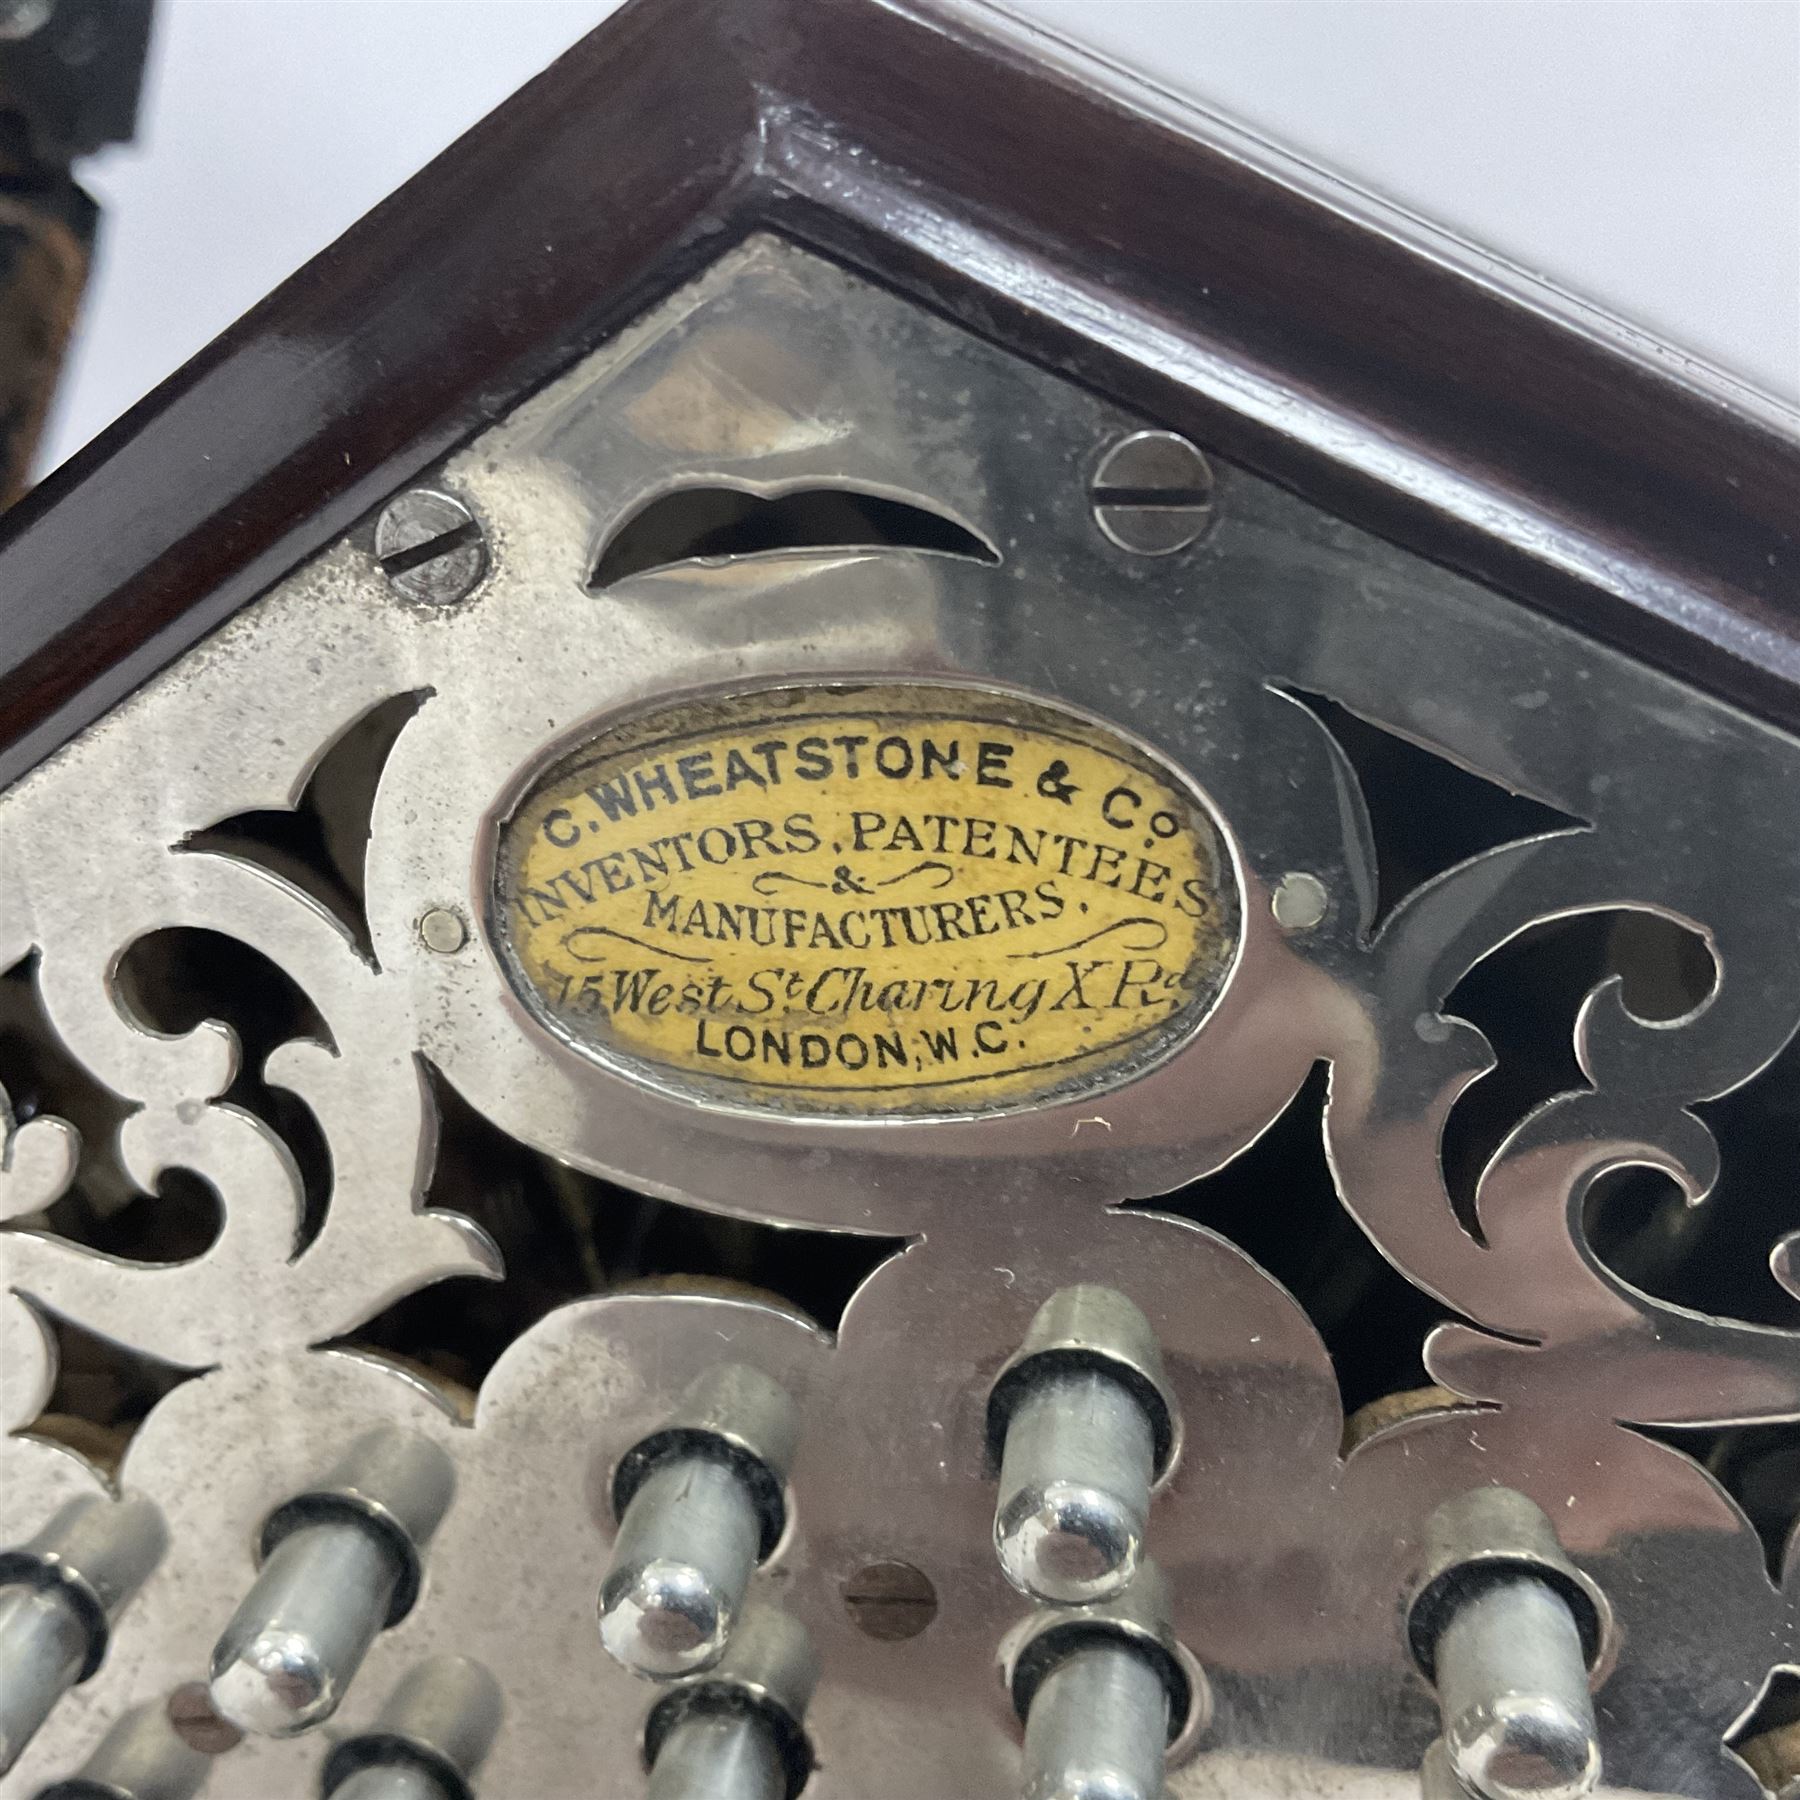 C. WHEATSTONE & Co
INVENTORS, PATENTEES
&
MANUFACTURERS.
15 West St. Charing X Rd
LONDON, W.C.